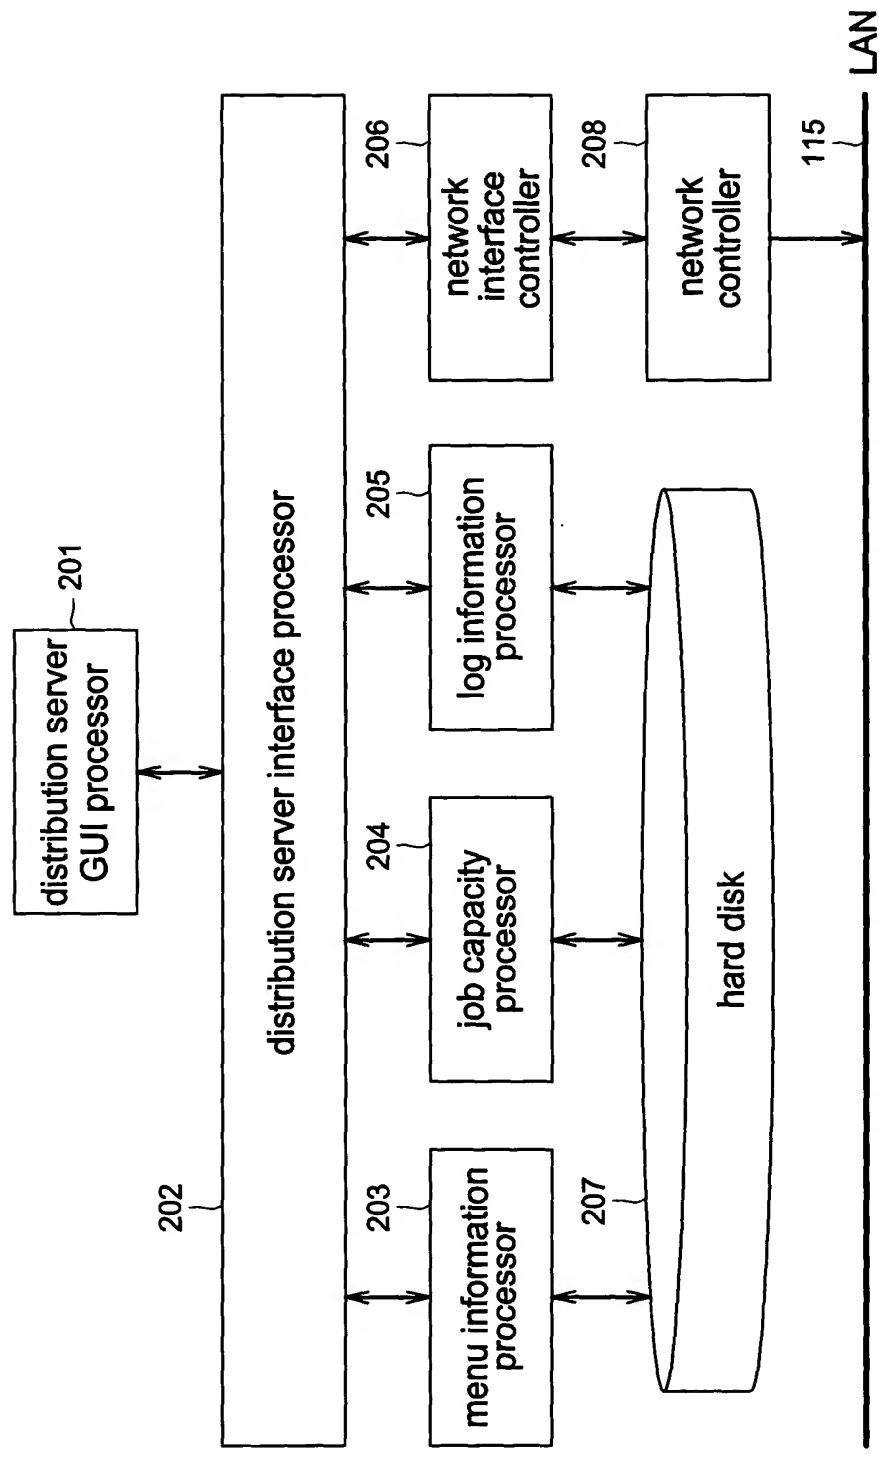 distribution server
GUI processor
201
202
distribution server interface processor
203
menu information
processor
204
job capacity
processor
205
log information
processor
206
network
interface
controller
207
hard disk
208
network
controller
115
LAN